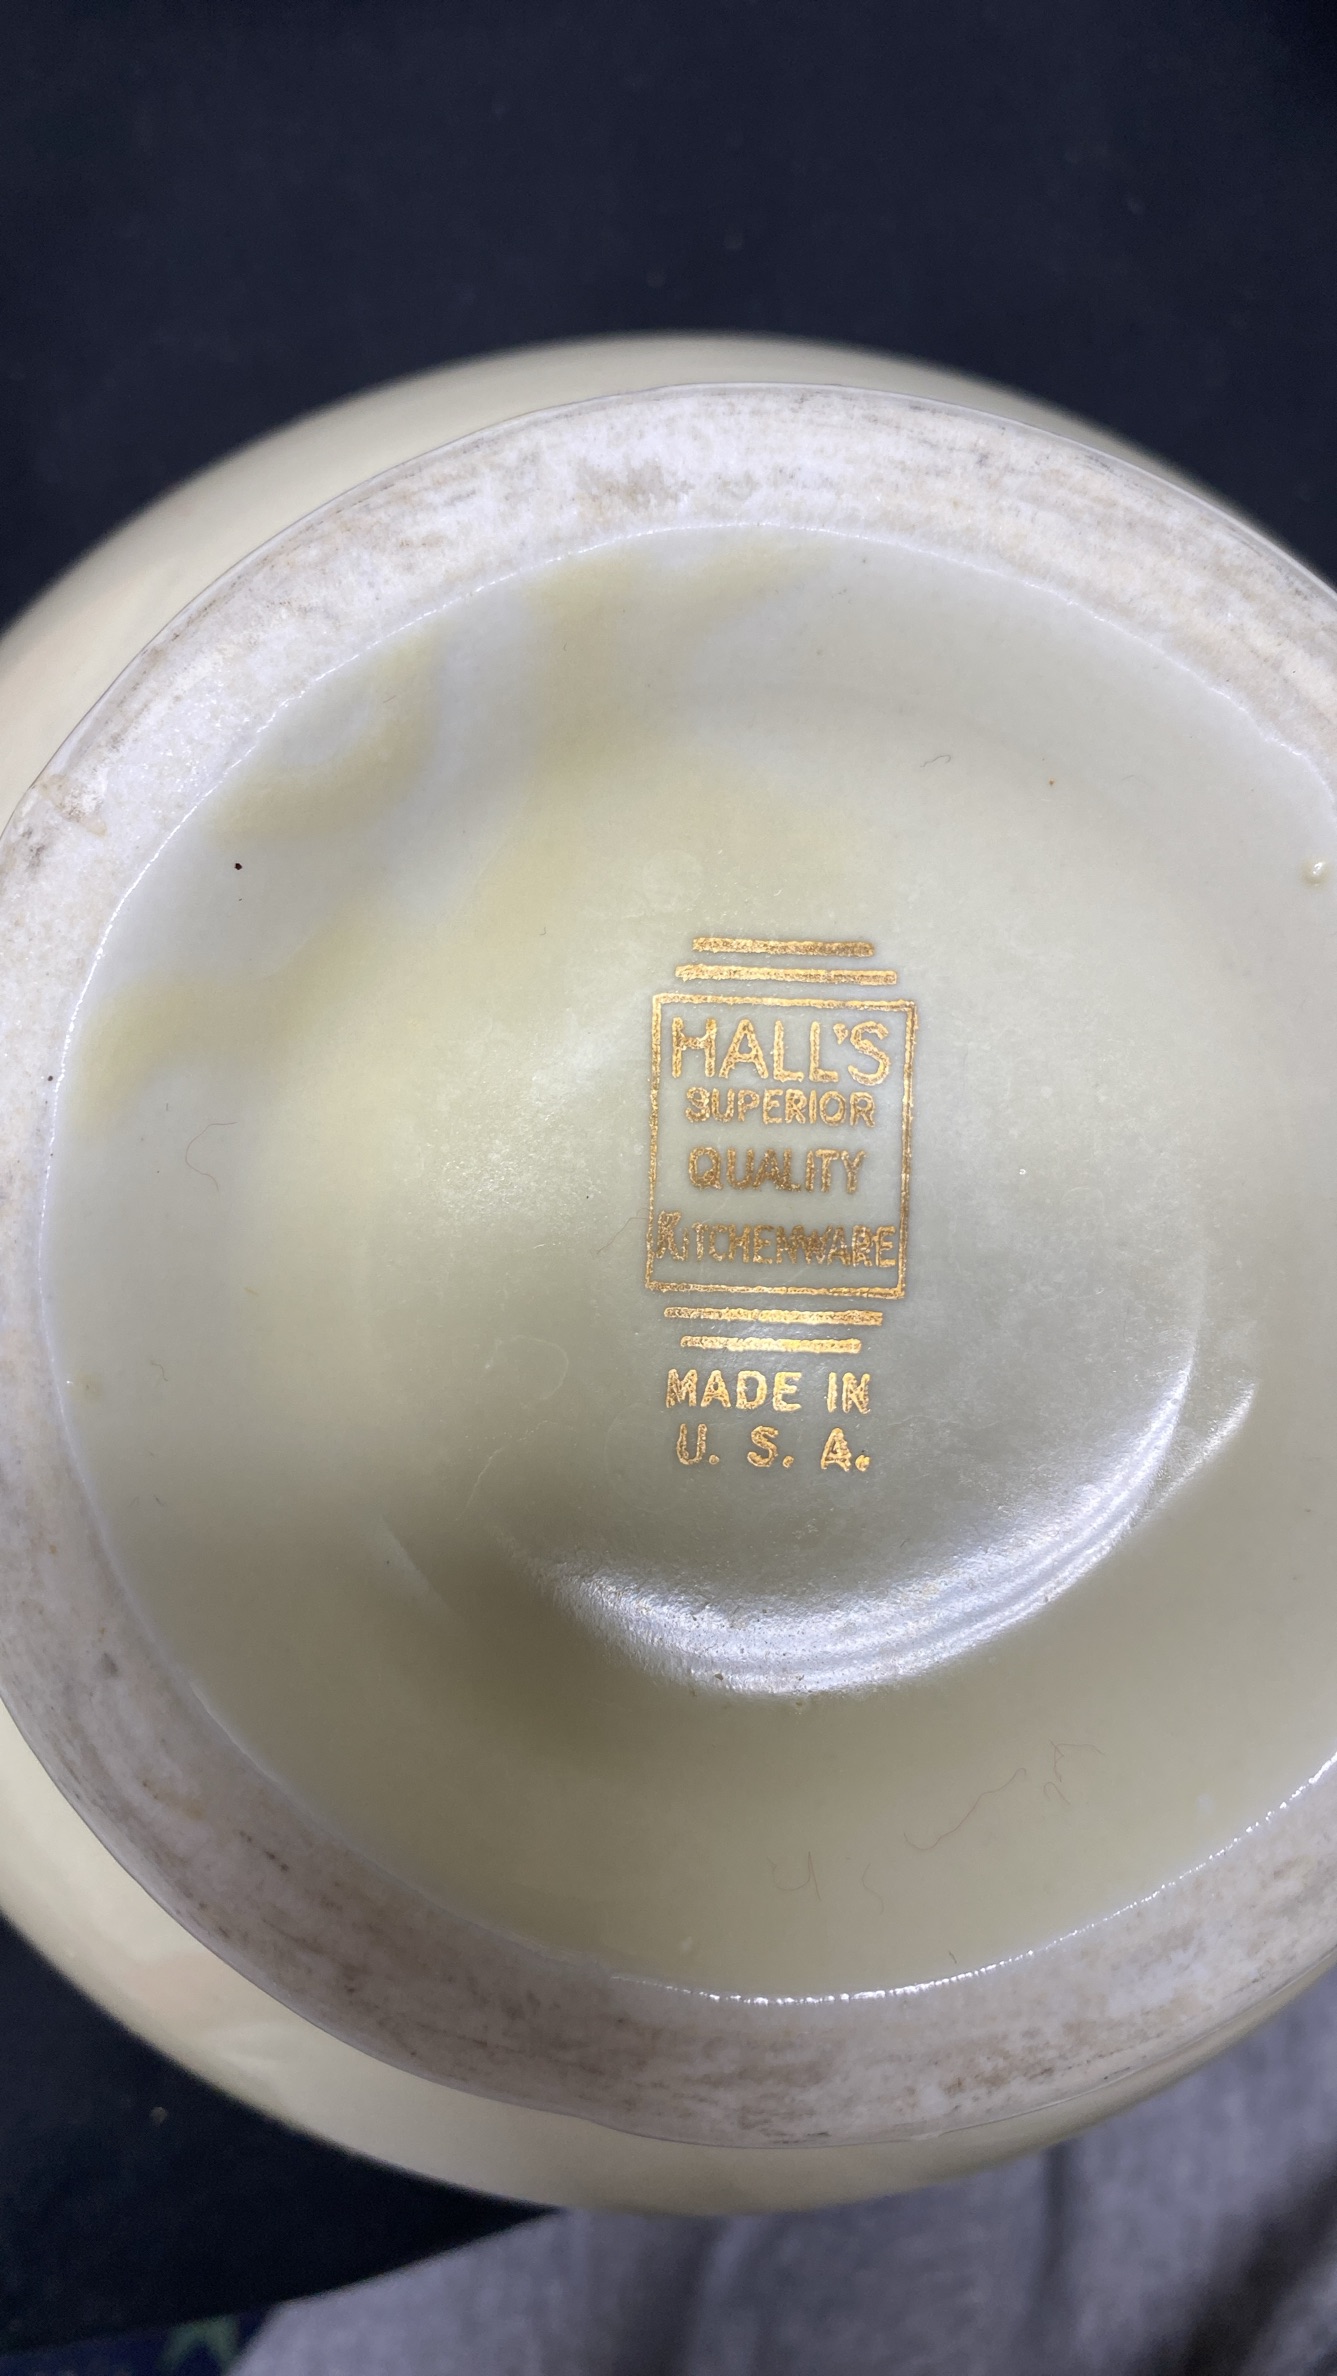 HALL'S
SUPERIOR
QUALITY
KITCHENWARE
MADE IN
U. S. A.